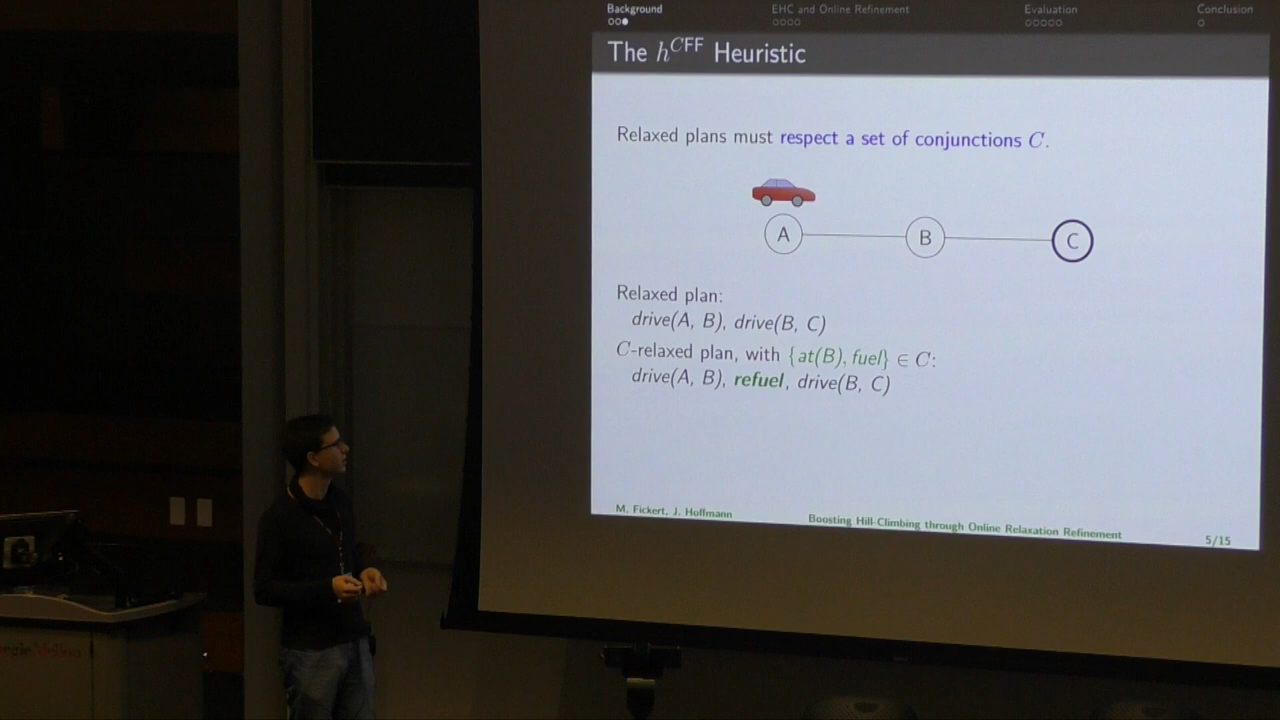 Background
EHC and Online Refinement
Evaluation
Conclusion
The h^CFF Heuristic
Relaxed plans must respect a set of conjunctions C.
A
B
C
Relaxed plan:
drive(A, B), drive(B, C)
C-relaxed plan, with {at(B), fuel} ∈ C:
drive(A, B), refuel, drive(B, C)
M. Fickert, J. Hoffmann
Boosting Hill-Climbing through Online Relaxation Refinement
5/15